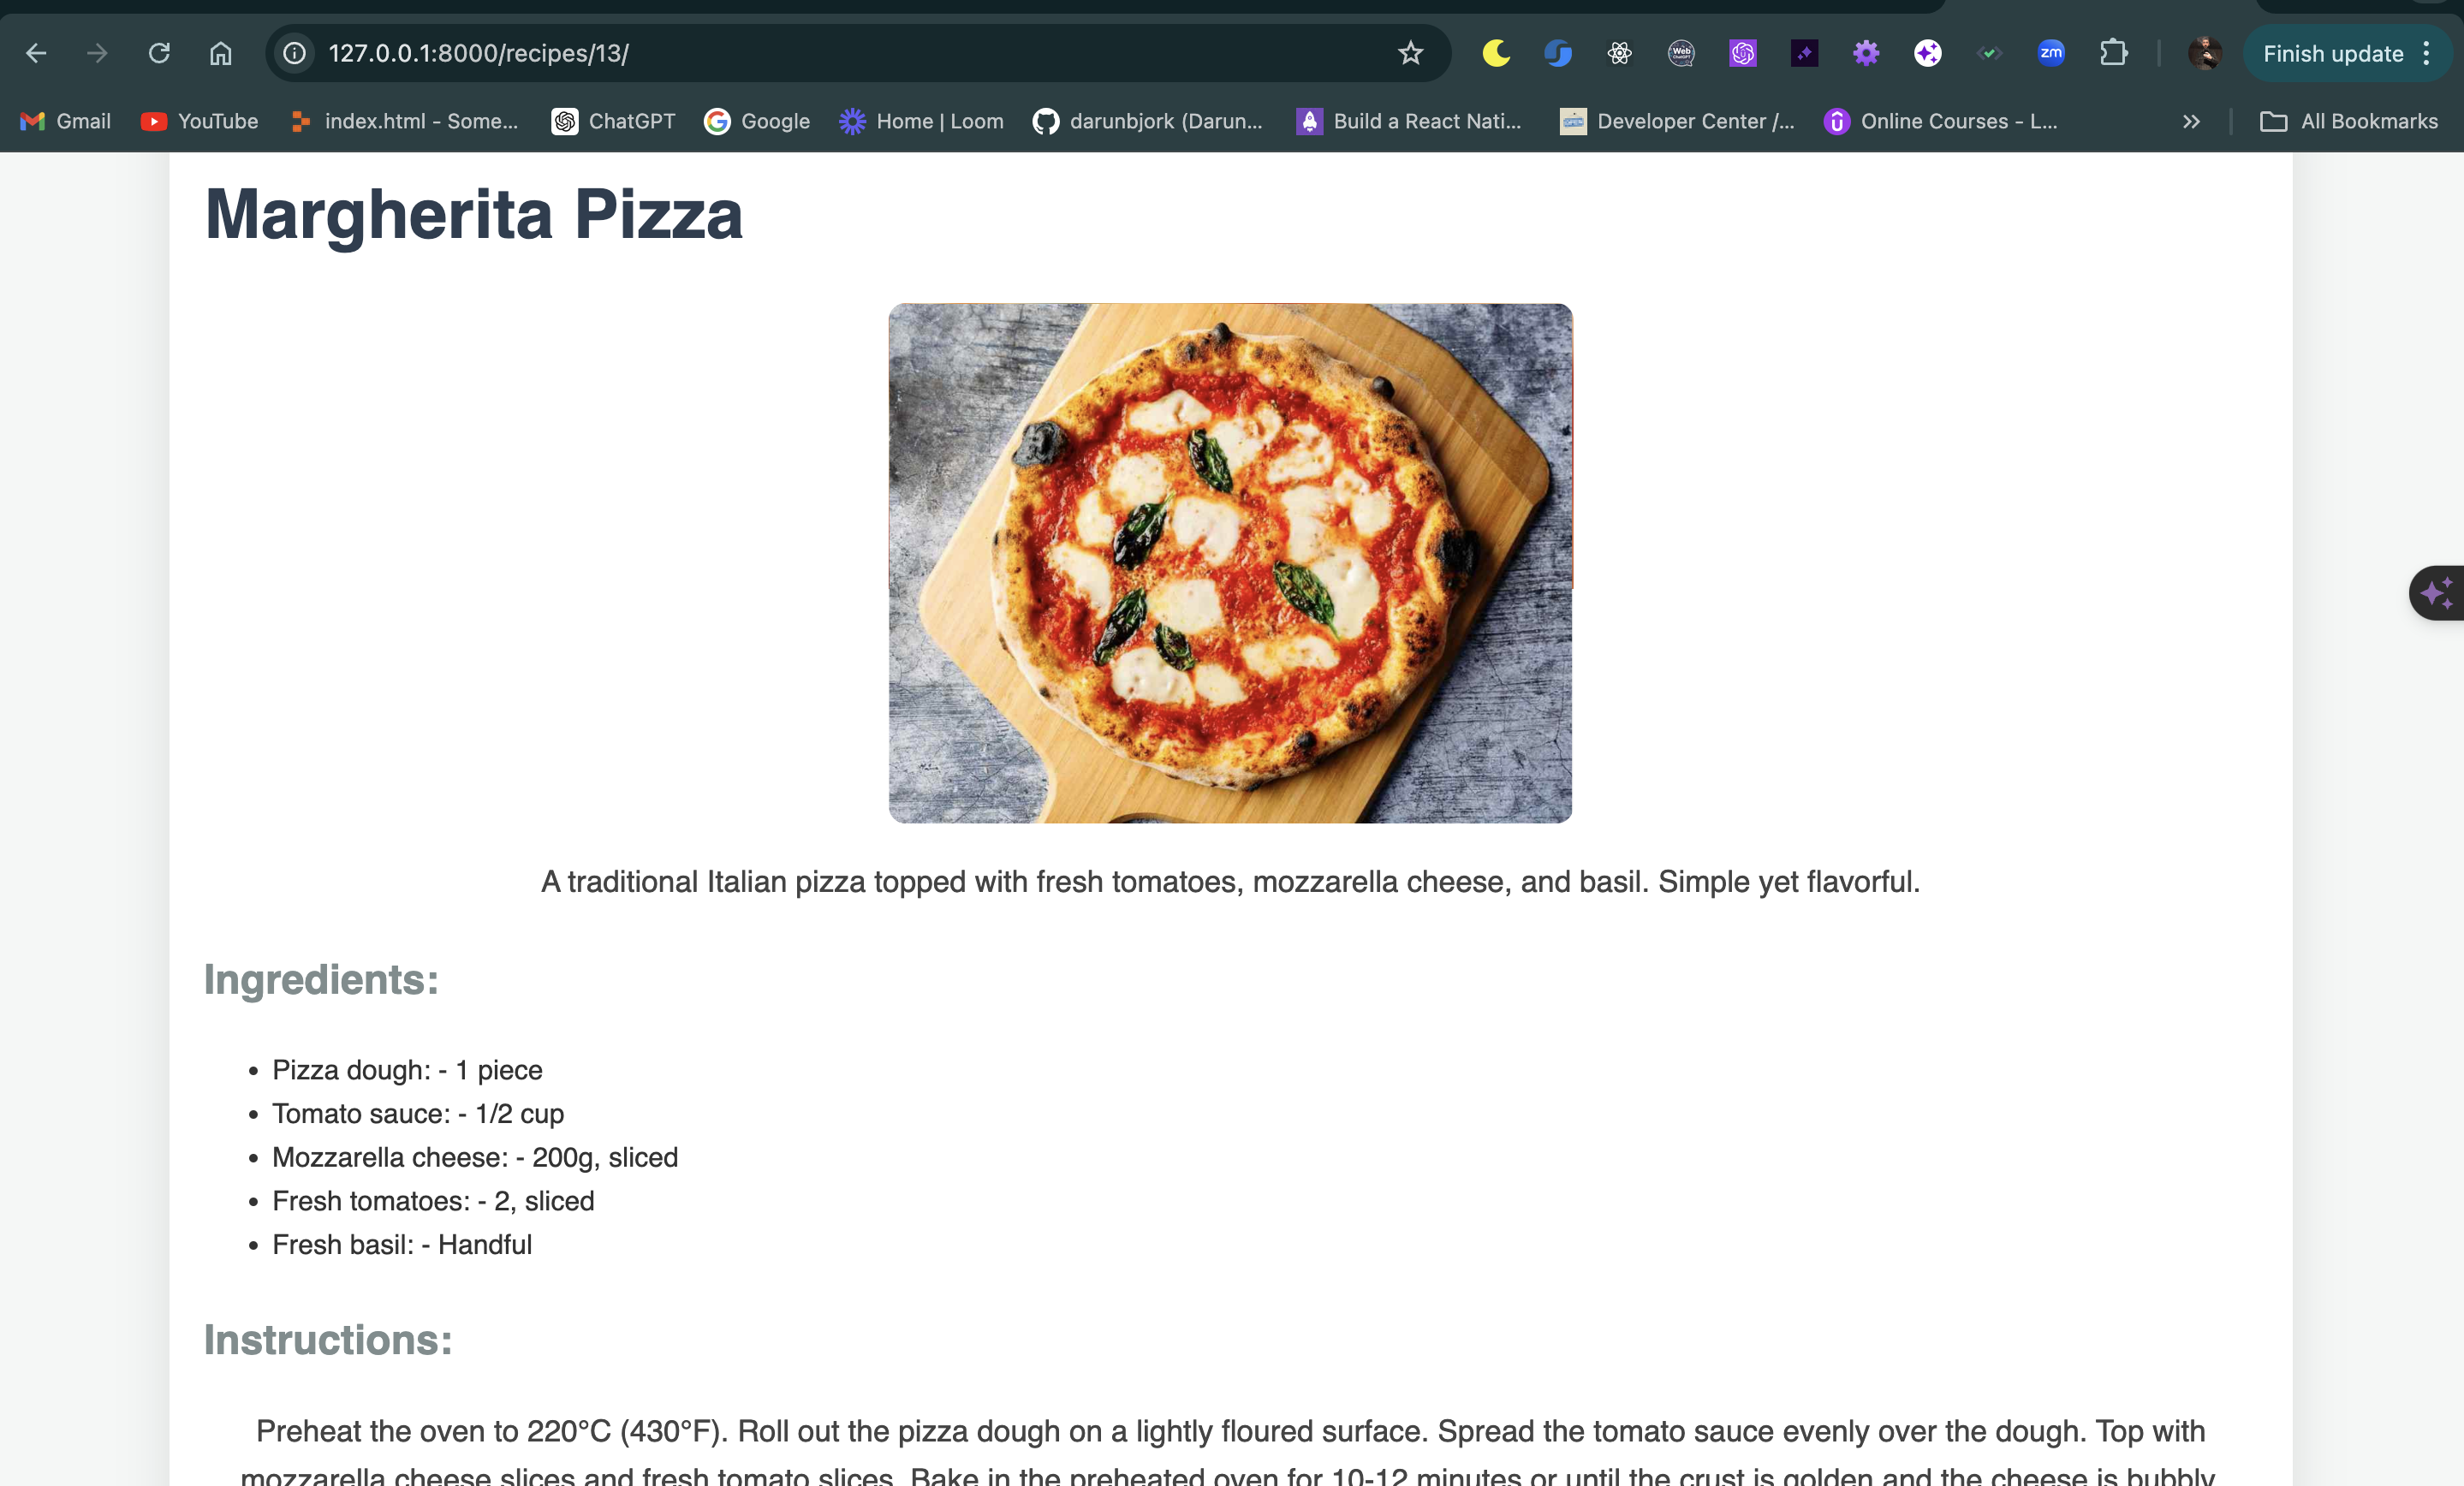 127.0.0.1:8000/recipes/13/
zm
Finish update
Gmail
YouTube
index.html - Some...
ChatGPT
Google
Home | Loom
darunbjork (Darun...
Build a React Nati...
Developer Center /...
Online Courses - L...
All Bookmarks
Margherita Pizza
A traditional Italian pizza topped with fresh tomatoes, mozzarella cheese, and basil. Simple yet flavorful.
Ingredients:
• Pizza dough: - 1 piece
• Tomato sauce: - 1/2 cup
• Mozzarella cheese: - 200g, sliced
• Fresh tomatoes: - 2, sliced
• Fresh basil: - Handful
Instructions:
Preheat the oven to 220°C (430°F). Roll out the pizza dough on a lightly floured surface. Spread the tomato sauce evenly over the dough. Top with
mozzarella cheese slices and fresh tomato slices. Bake in the preheated oven for 10-12 minutes or until the crust is golden and the cheese is bubbly